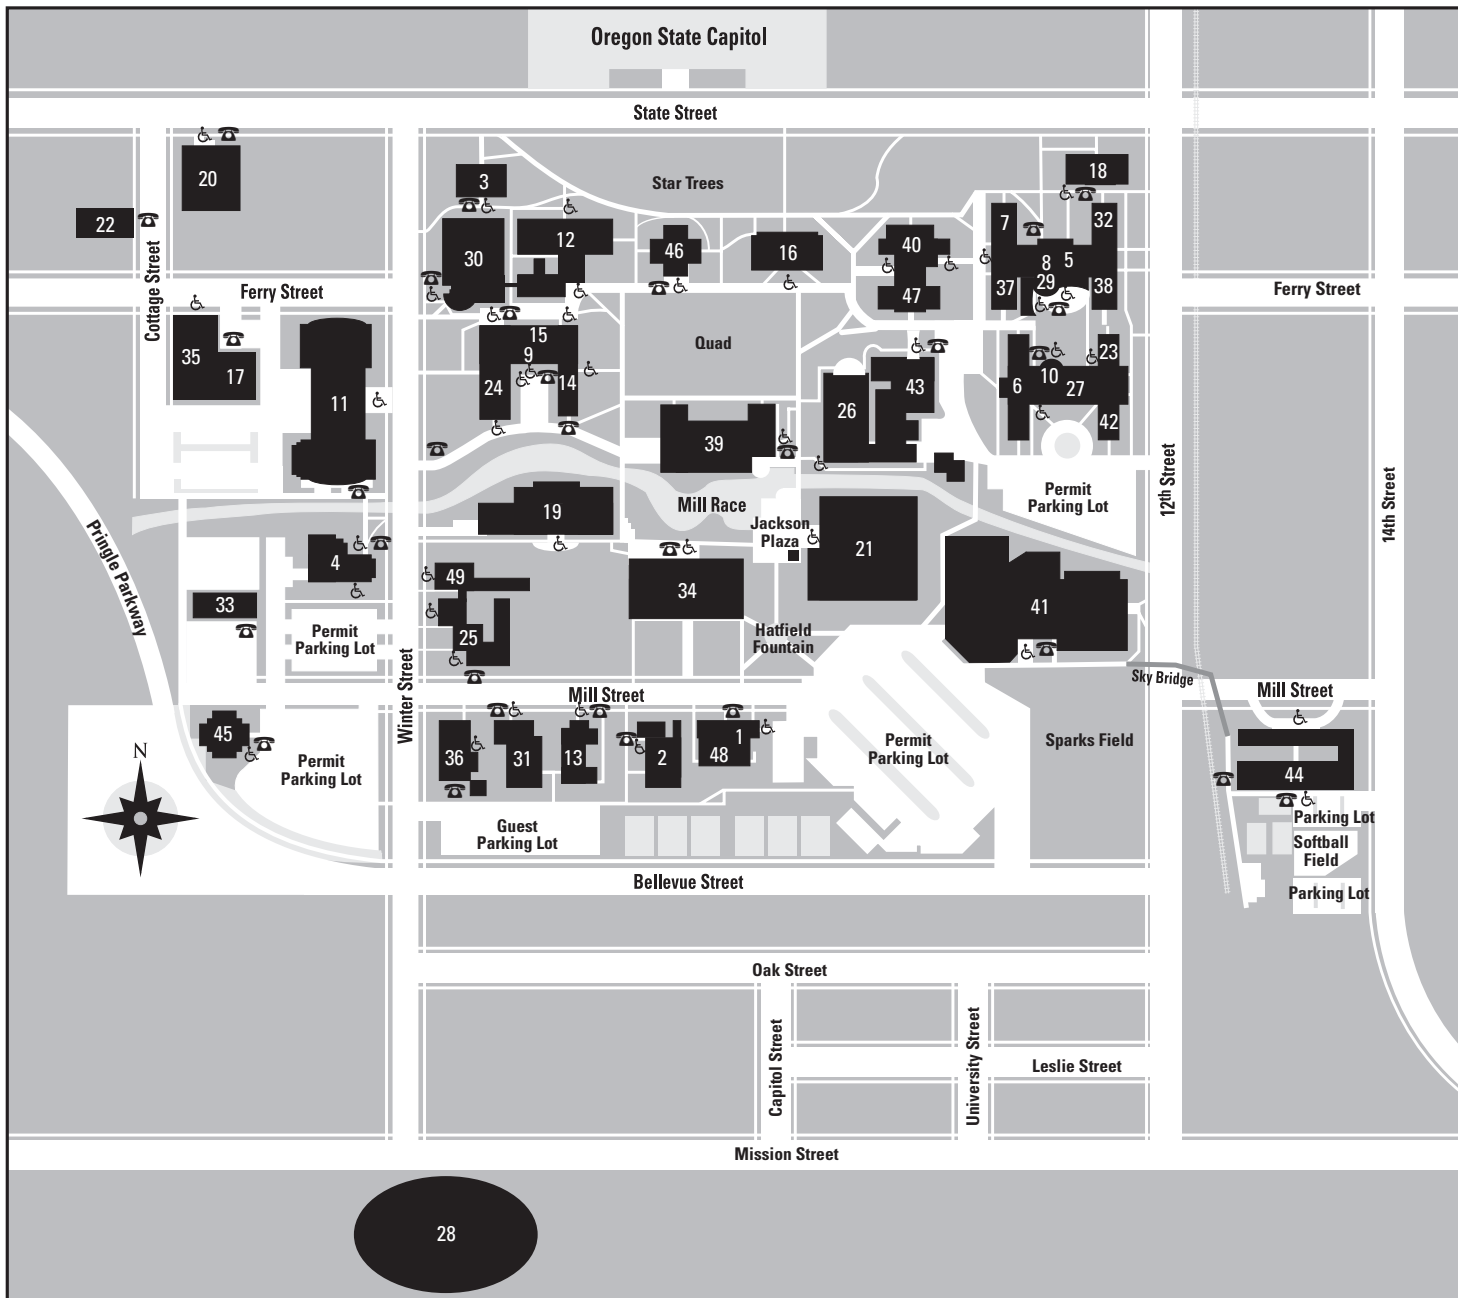 Oregon State Capitol
State Street
20
3
Star Trees
18
22
7
32
30
12
46
16
40
8
5
Cottage Street
Ferry Street
47
37
29
38
Ferry Street
35
17
15
9
24
14
Quad
43
6
10
23
27
11
26
42
39
12th Street
14th Street
Pringle Parkway
19
Mill Race
Jackson
Plaza
21
Permit
Parking Lot
4
49
34
41
33
Permit
Parking Lot
25
Hatfield
Fountain
Winter Street
Mill Street
Sky Bridge
Mill Street
45
N
Permit
Parking Lot
36
31
13
2
1
48
Permit
Parking Lot
Sparks Field
44
Guest
Parking Lot
Parking Lot
Softball
Field
Parking Lot
Bellevue Street
Oak Street
Capitol Street
University Street
Leslie Street
Mission Street
28